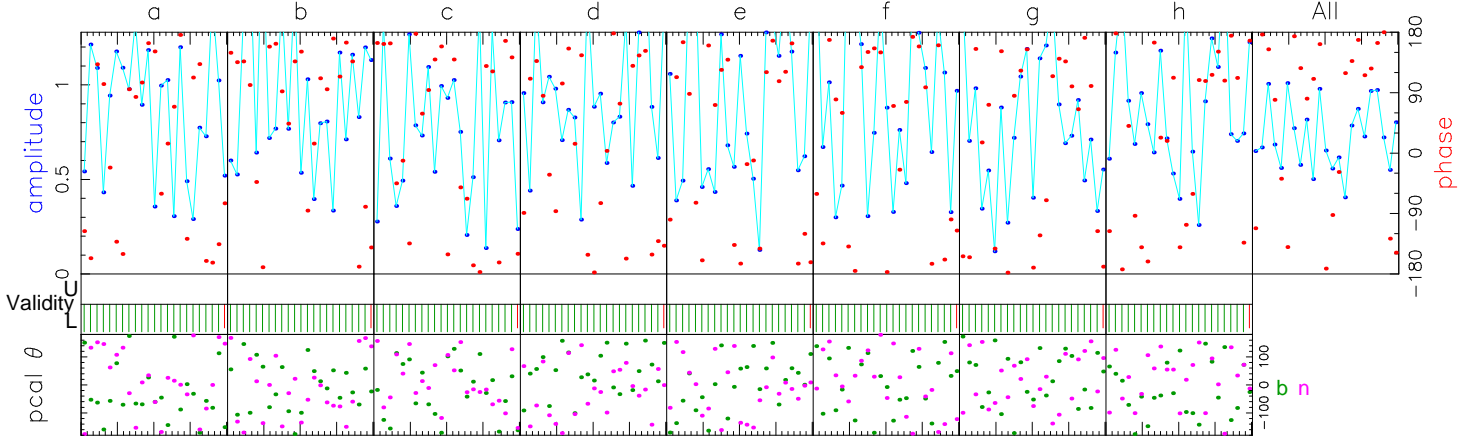 a b c d e f g h All
amplitude
1
0.5
0
180
90
0
-90
-180
phase
Validity
U
L
pcal θ
100
0
-100
b n